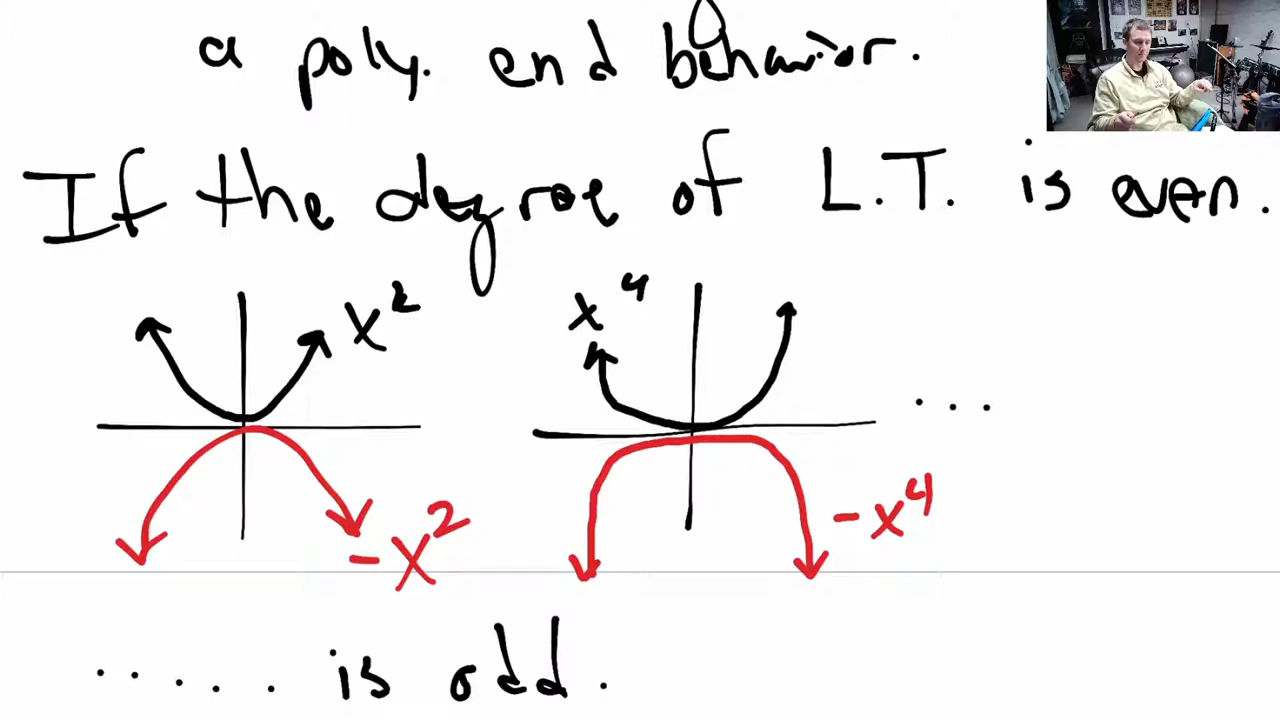 a poly. end behavior.
If the degree of L.T. is even.
x²
x⁴
...
-x²
-x⁴
..... is odd.